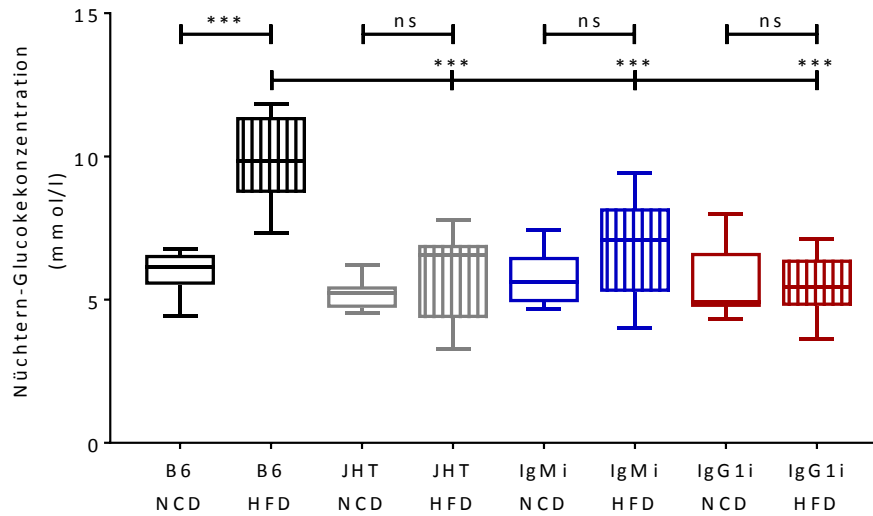 Nüchtern-Glucokekonzentration
(mmol/l)
15
10
5
0
*** ns ns ns
*** *** ***
B6 B6 JHT JHT IgMi IgMi IgG1i IgG1i
NCD HFD NCD HFD NCD HFD NCD HFD